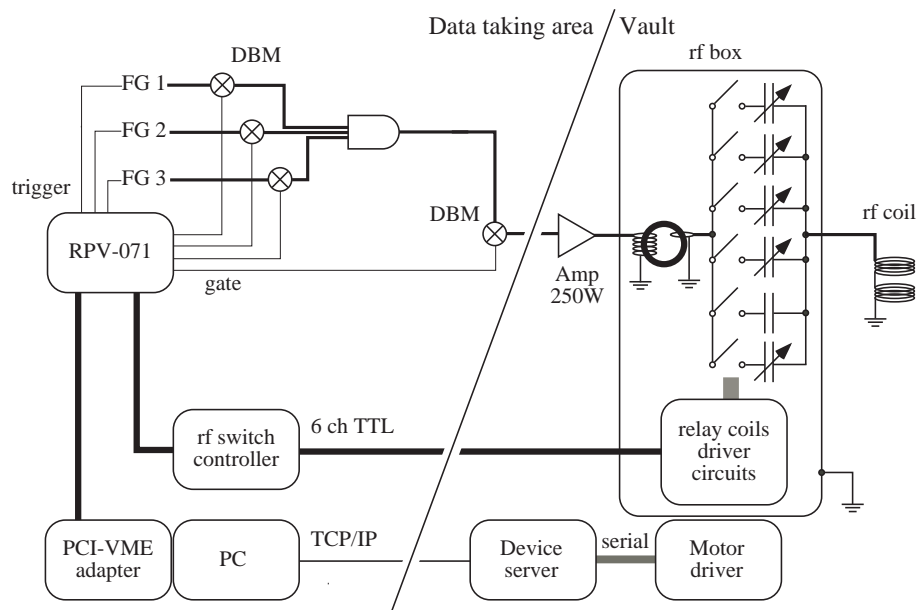 Data taking area
Vault
DBM
rf box
FG 1
FG 2
FG 3
trigger
DBM
rf coil
RPV-071
gate
Amp
250W
6 ch TTL
rf switch
controller
relay coils
driver
circuits
PCI-VME
adapter
PC
TCP/IP
Device
server
serial
Motor
driver